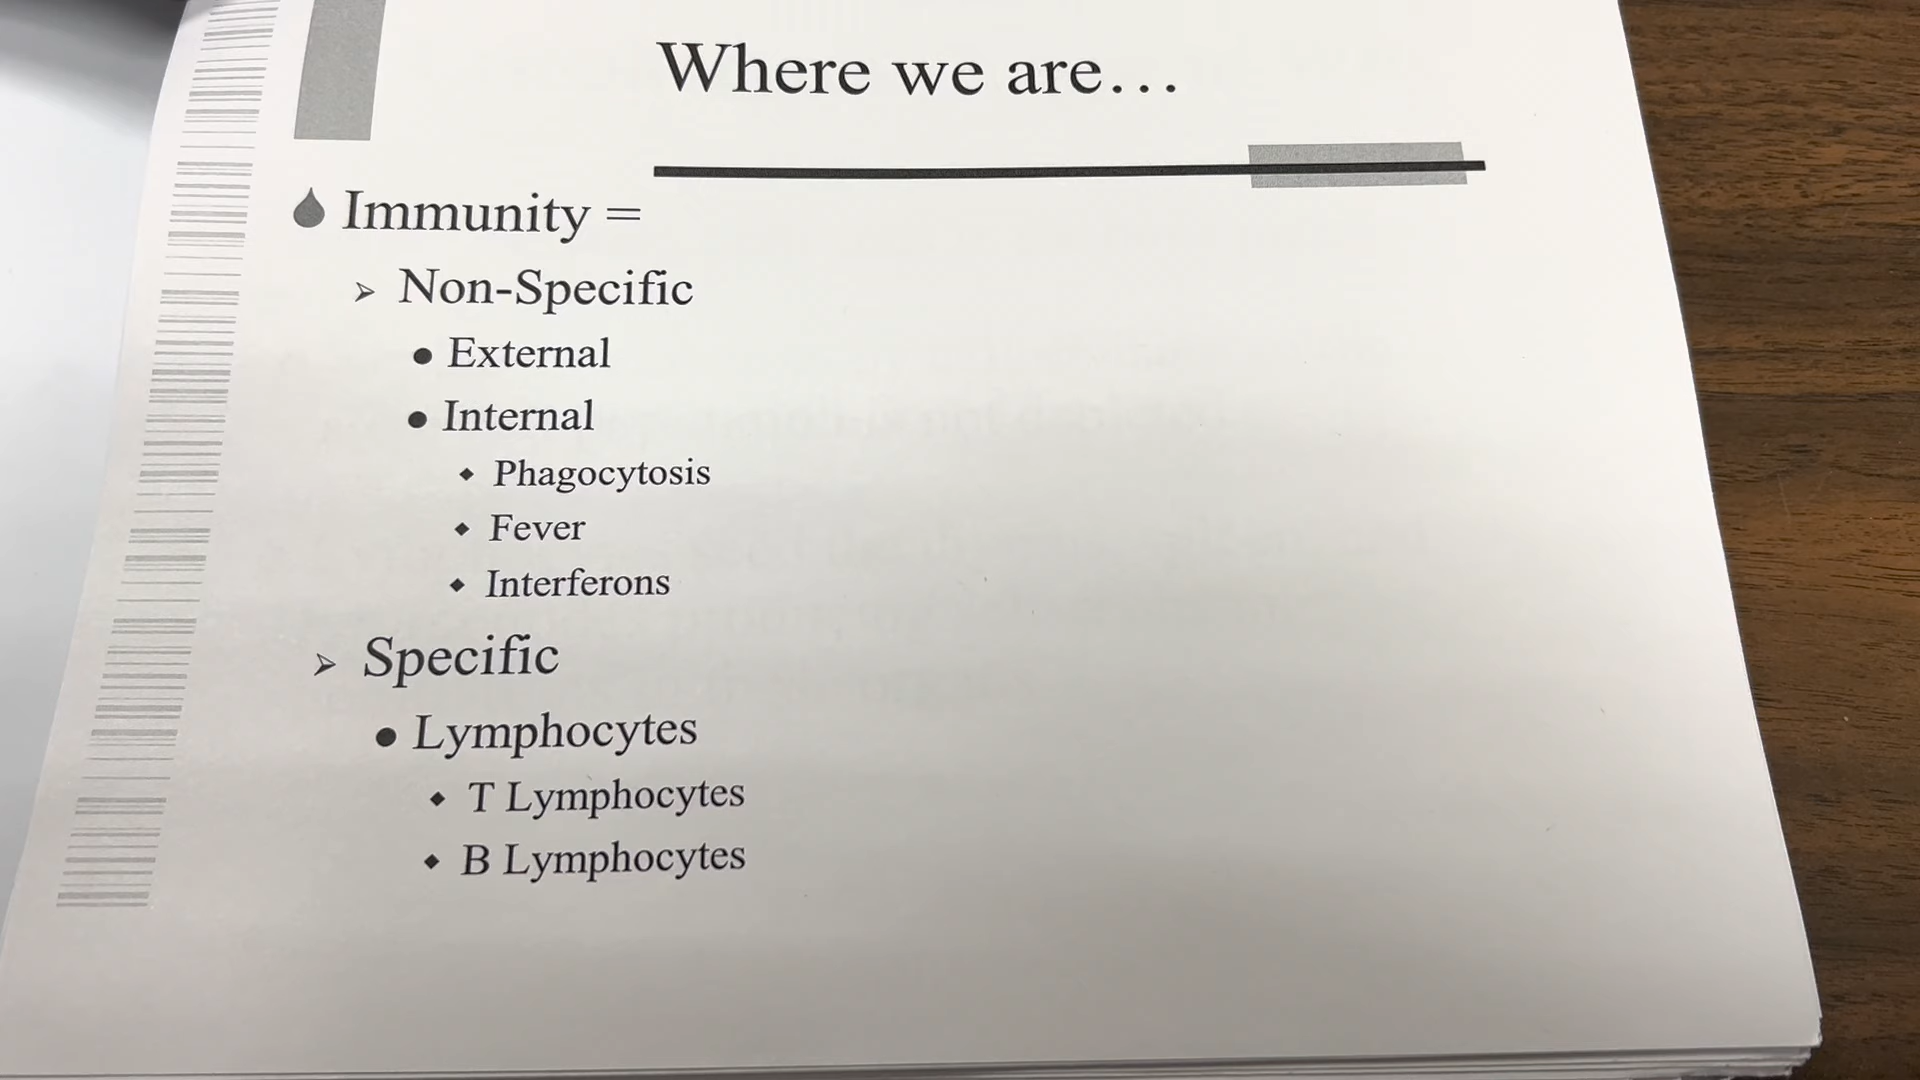 Where we are…
Immunity =
Non-Specific
External
Internal
Phagocytosis
Fever
Interferons
Specific
Lymphocytes
T Lymphocytes
B Lymphocytes